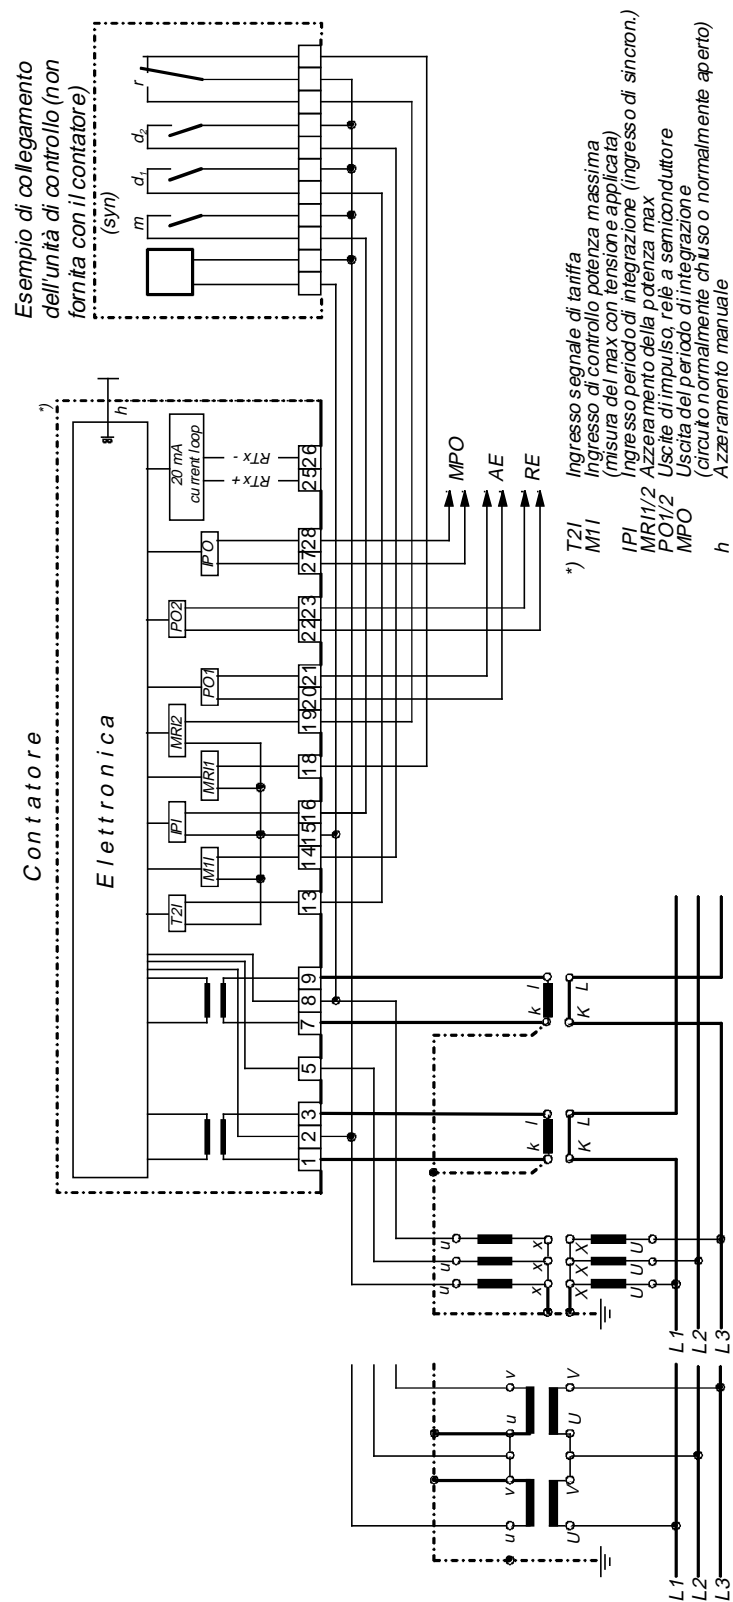 Esempio di collegamento
dell'unità di controllo (non
fornita con il contatore)
(syn)
m
d1
d2
r
Contatore
*)
Elettronica
h
T2I
M1I
IPI
MRI1
MRI2
PO1
PO2
IPO
20 mA
current loop
RTx +
RTx -
1
2
3
5
7
8
9
13
14
15
16
18
19
20
21
22
23
27
28
25
26
MPO
AE
RE
k
l
K
L
k
l
K
L
u
u
u
x
x
x
X
X
X
U
U
U
L1
L2
L3
u
v
u
v
U
V
U
V
L1
L2
L3
*) T2I Ingresso segnale di tariffa
M1I Ingresso di controllo potenza massima
(misura del max con tensione applicata)
IPI Ingresso periodo di integrazione (ingresso di sincron.)
MRI1/2 Azzeramento della potenza max
PO1/2 Uscite di impulso, relè a semiconduttore
MPO Uscita del periodo di integrazione
(circuito normalmente chiuso o normalmente aperto)
h Azzeramento manuale